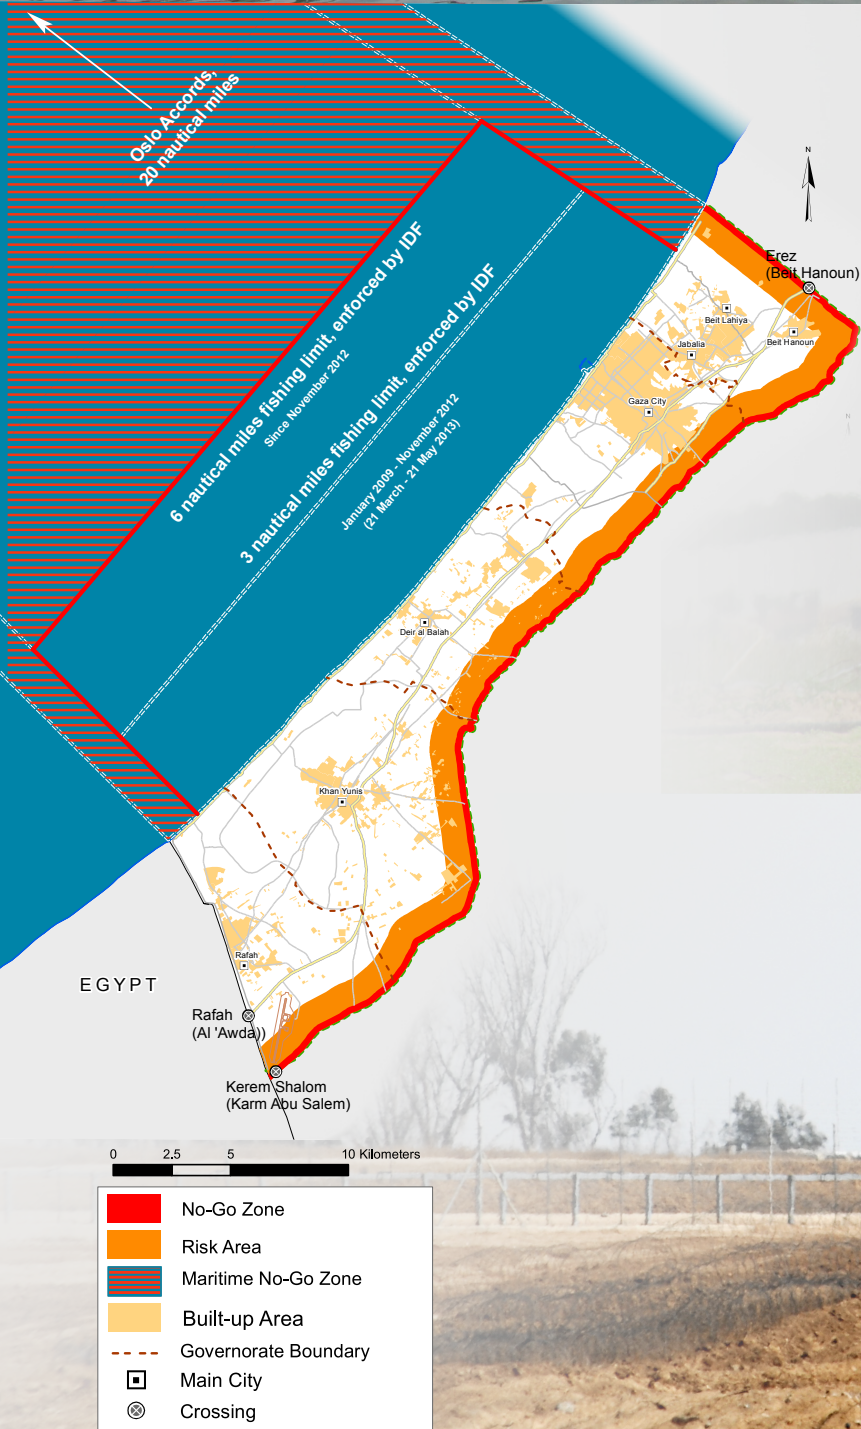 Oslo Accords,
20 nautical miles
6 nautical miles fishing limit, enforced by IDF
Since November 2012
3 nautical miles fishing limit, enforced by IDF
January 2009 - November 2012
(21 March - 21 May 2013)
N
Erez
(Beit Hanoun)
Beit Lahiya
Beit Hanoun
Jabalia
Gaza City
N
Deir al Balah
Khan Yunis
Rafah
EGYPT
Rafah
(Al 'Awda))
Kerem Shalom
(Karm Abu Salem)
0 2.5 5 10 Kilometers
No-Go Zone
Risk Area
Maritime No-Go Zone
Built-up Area
Governorate Boundary
Main City
Crossing